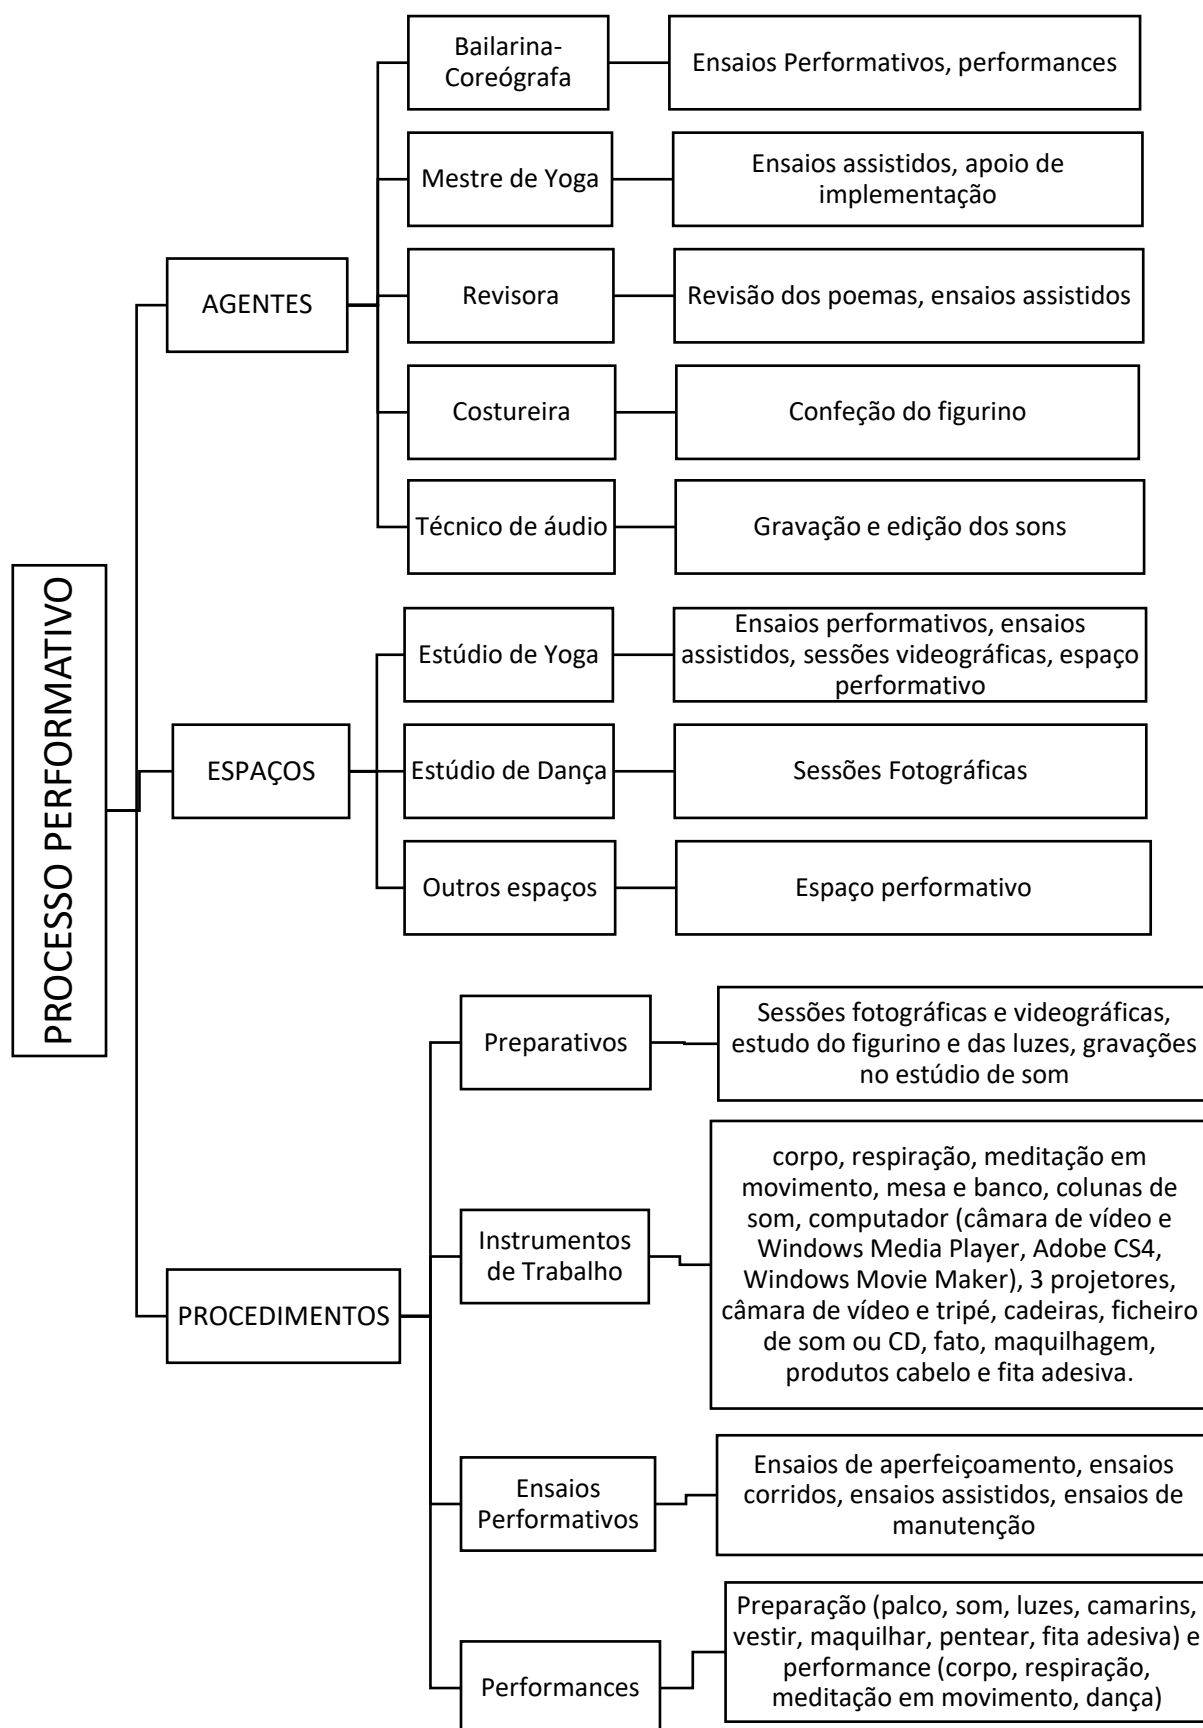 PROCESSO PERFORMATIVO
AGENTES
Bailarina-
Coreógrafa
Ensaios Performativos, performances
Mestre de Yoga
Ensaios assistidos, apoio de
implementação
Revisora
Revisão dos poemas, ensaios assistidos
Costureira
Confeção do figurino
Técnico de áudio
Gravação e edição dos sons
ESPAÇOS
Estúdio de Yoga
Ensaios performativos, ensaios
assistidos, sessões videográficas, espaço
performativo
Estúdio de Dança
Sessões Fotográficas
Outros espaços
Espaço performativo
PROCEDIMENTOS
Preparativos
Sessões fotográficas e videográficas,
estudo do figurino e das luzes, gravações
no estúdio de som
Instrumentos
de Trabalho
corpo, respiração, meditação em
movimento, mesa e banco, colunas de
som, computador (câmara de vídeo e
Windows Media Player, Adobe CS4,
Windows Movie Maker), 3 projetores,
câmara de vídeo e tripé, cadeiras, ficheiro
de som ou CD, fato, maquilhagem,
produtos cabelo e fita adesiva.
Ensaios
Performativos
Ensaios de aperfeiçoamento, ensaios
corridos, ensaios assistidos, ensaios de
manutenção
Performances
Preparação (palco, som, luzes, camarins,
vestir, maquilhar, pentear, fita adesiva) e
performance (corpo, respiração,
meditação em movimento, dança)